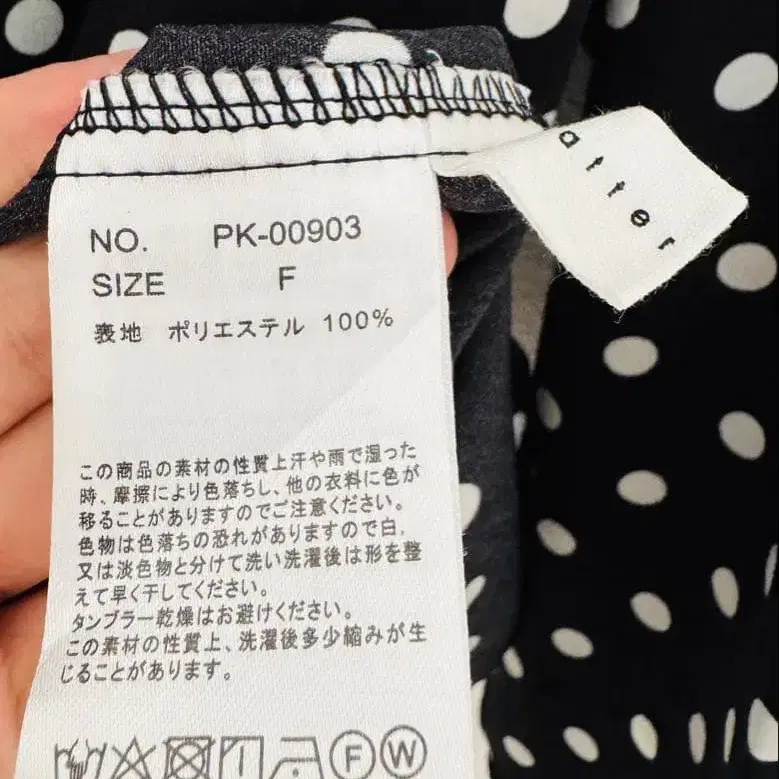 atter
NO. PK-00903
SIZE F
表地 ポリエステル 100%
この商品の素材の性質上汗や雨で湿った
時、摩擦により色落ちし、他の衣料に色が
移ることがありますのでご注意ください。
色物は色落ちの恐れがありますので白,
又は淡色物と分けて洗い洗濯後は形を整
えて早く干してください。
タンブラー乾燥はお避けください。
この素材の性質上、洗濯後多少縮みが生
じることがあります。
F W